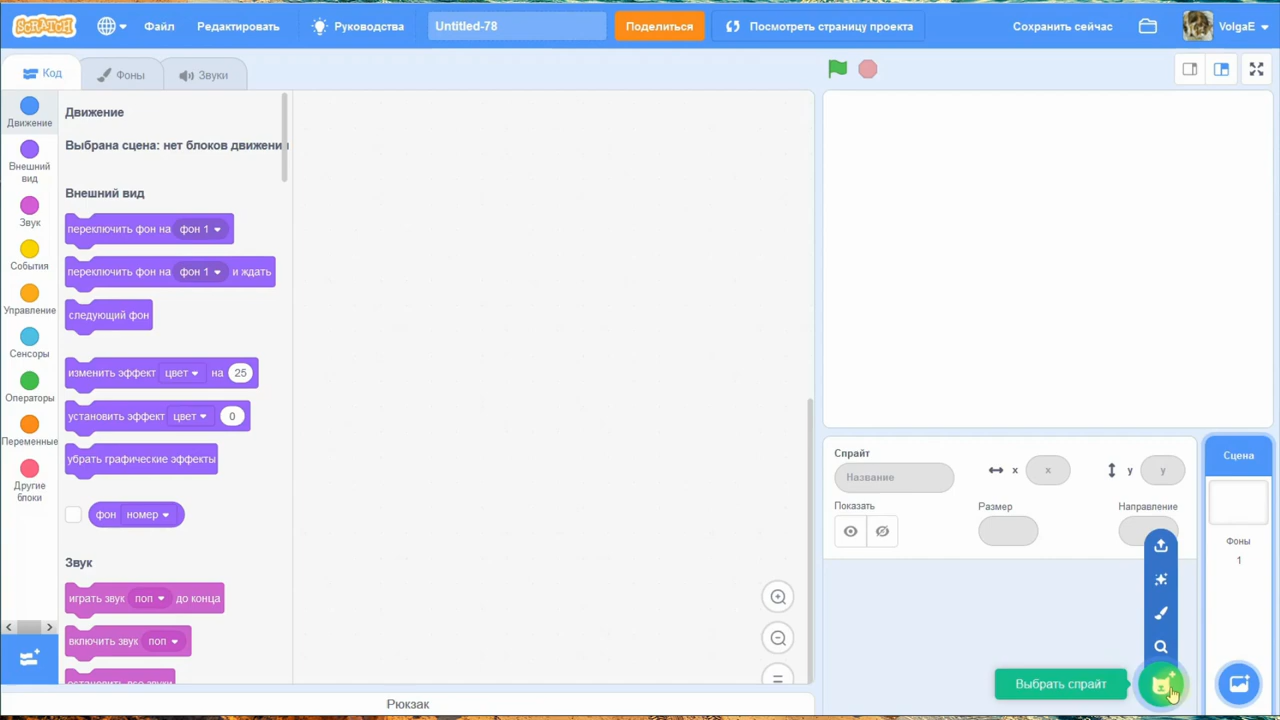 SCRATCH
Файл
Редактировать
Руководства
Untitled-78
Поделиться
Посмотреть страницу проекта
Сохранить сейчас
VolgaE
Код
Фоны
Звуки
Движение
Внешний
вид
Звук
События
Управление
Сенсоры
Операторы
Переменные
Другие
блоки
Движение
Выбрана сцена: нет блоков движени
Внешний вид
переключить фон на фон 1
переключить фон на фон 1 и ждать
следующий фон
изменить эффект цвет на 25
установить эффект цвет 0
убрать графические эффекты
фон номер
Звук
играть звук поп до конца
включить звук поп
остановить все звуки
Рюкзак
Спрайт
Название
x x
y y
Показать
Размер
Направление
Выбрать спрайт
Сцена
Фоны
1